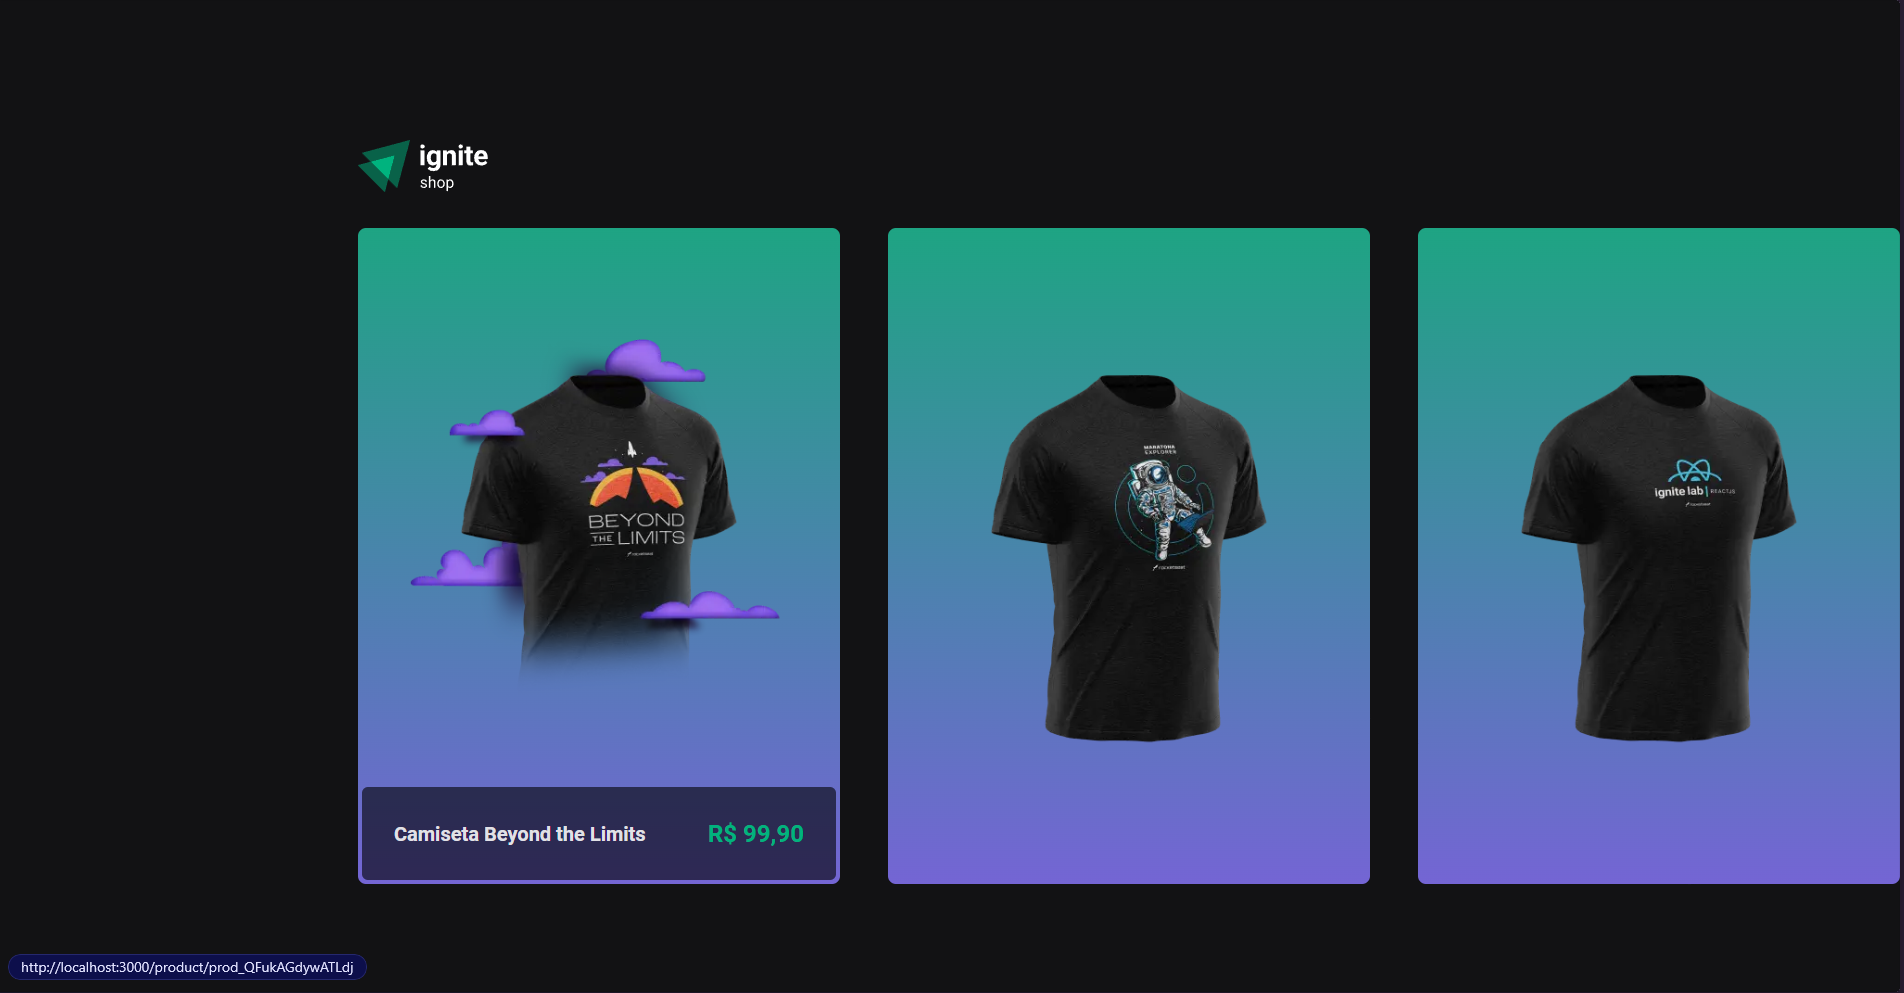 ignite
shop
BEYOND
THE LIMITS
MARATONA
EXPLORER
ignite lab | REACTJS
Camiseta Beyond the Limits
R$ 99,90
http://localhost:3000/product/prod_QFukAGdywATLdj